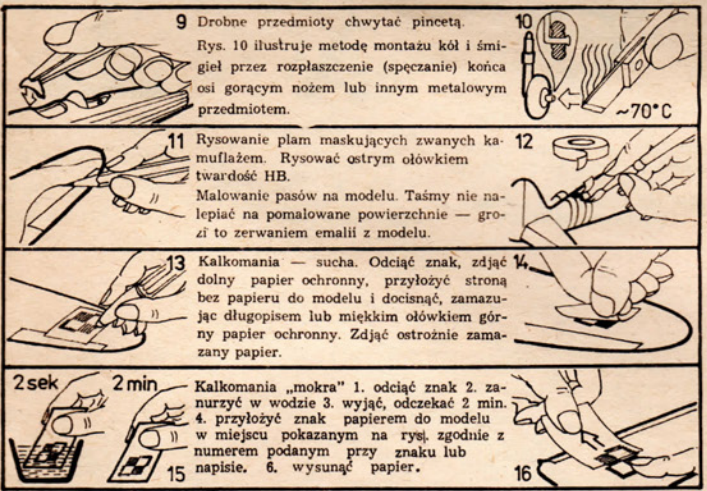 9 Drobne przedmioty chwytać pincetą.
Rys. 10 ilustruje metodę montażu kół i śmi-
gieł przez rozpłaszczenie (spęczanie) końca
osi gorącym nożem lub innym metalowym
przedmiotem.
10
~70°C
11 Rysowanie plam maskujących zwanych ka-
muflażem. Rysować ostrym ołówkiem
twardość HB.
Malowanie pasów na modelu. Taśmy nie na-
lepiać na pomalowane powierzchnie — gro-
zi to zerwaniem emalii z modelu.
12
13 Kalkomania — sucha. Odciąć znak, zdjąć
dolny papier ochronny, przyłożyć stroną
bez papieru do modelu i docisnąć, zamazu-
jąc długopisem lub miękkim ołówkiem gór-
ny papier ochronny. Zdjąć ostrożnie zama-
zany papier.
14
2 sek 2 min
15
Kalkomania „mokra” 1. odciąć znak 2. za-
nurzyć w wodzie 3. wyjąć, odczekać 2 min.
4. przyłożyć znak papierem do modelu
w miejscu pokazanym na rys. zgodnie z
numerem podanym przy znaku lub
napisie. 6. wysunąć papier.
16